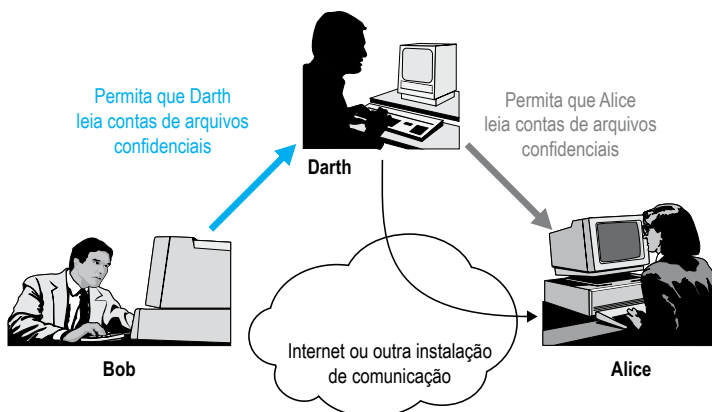 Permita que Darth
leia contas de arquivos
confidenciais
Permita que Alice
leia contas de arquivos
confidenciais
Darth
Internet ou outra instalação
de comunicação
Bob
Alice